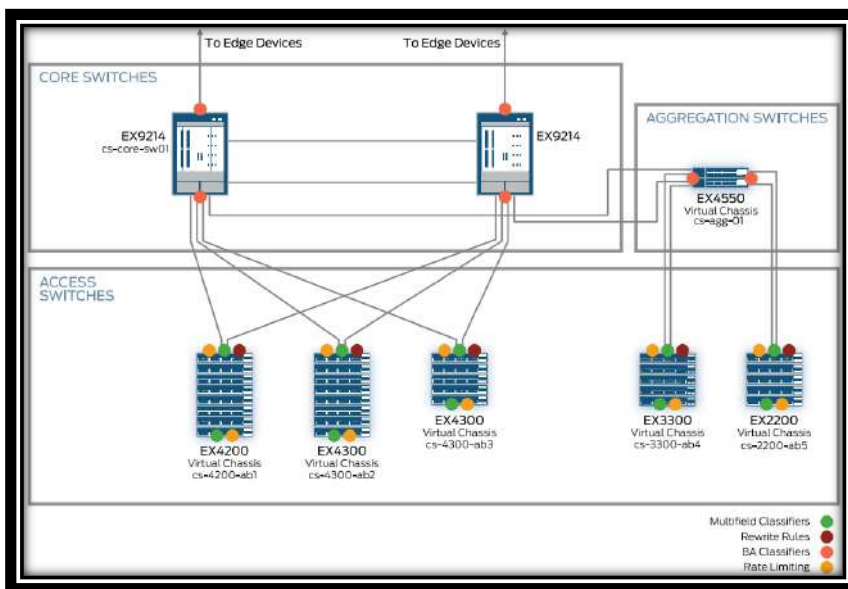 To Edge Devices
To Edge Devices
CORE SWITCHES
EX9214
cs-core-sw01
EX9214
AGGREGATION SWITCHES
EX4550
Virtual Chassis
cs-agg-01
ACCESS
SWITCHES
EX4200
Virtual Chassis
cs-4200-ab1
EX4300
Virtual Chassis
cs-4300-ab2
EX4300
Virtual Chassis
cs-4300-ab3
EX3300
Virtual Chassis
cs-3300-ab4
EX2200
Virtual Chassis
cs-2200-ab5
Multifield Classifiers
Rewrite Rules
BA Classifiers
Rate Limiting